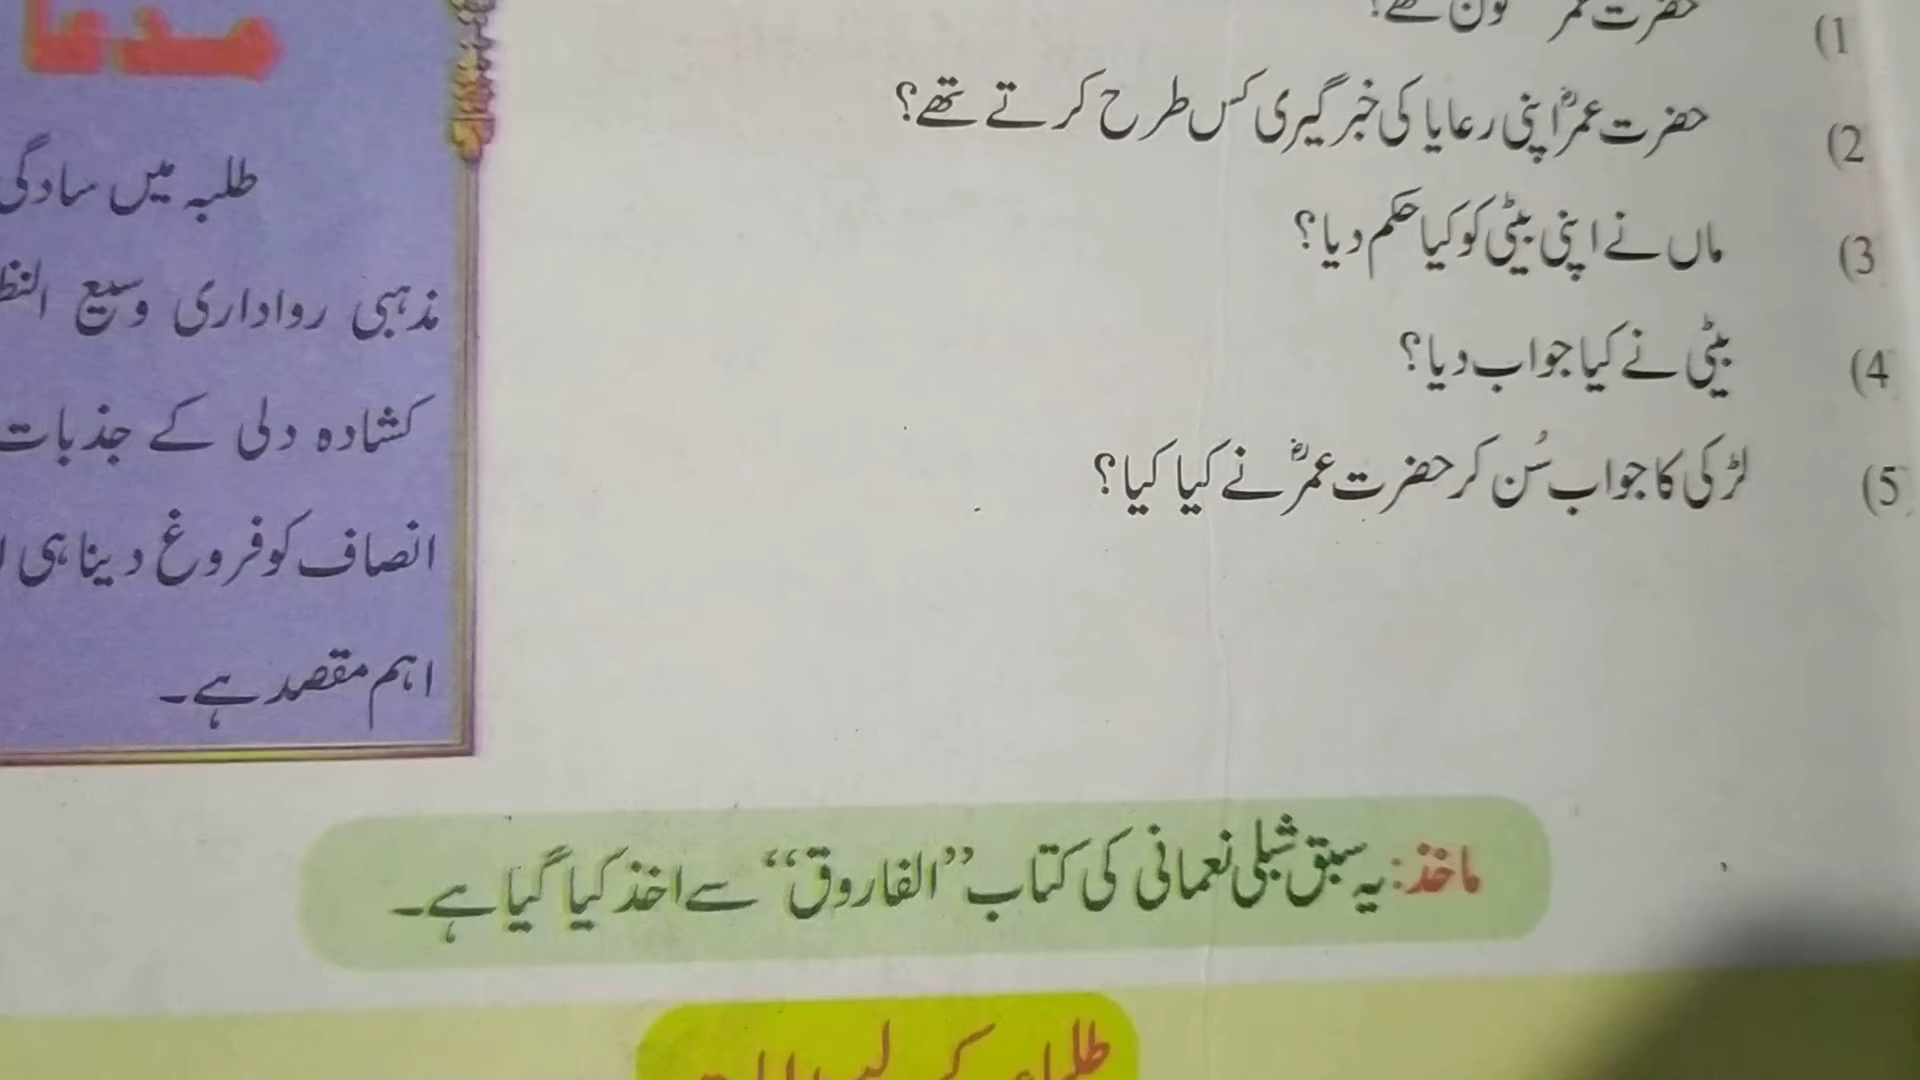 1) حضرت عمر کون تھے؟
2) حضرت عمرؓ اپنی رعایا کی خبر گیری کس طرح کرتے تھے؟
3) ماں نے اپنی بیٹی کو کیا حکم دیا؟
4) بیٹی نے کیا جواب دیا؟
5) لڑکی کا جواب سُن کر حضرت عمرؓ نے کیا کیا؟
مدعا
طلبہ میں سادگی
مذہبی رواداری وسیع
کشادہ دلی کے جذبات
انصاف کو فروغ دینا ہی
اہم مقصد ہے۔
ماخذ: یہ سبق شبلی نعمانی کی کتاب ”الفاروق“ سے اخذ کیا گیا ہے۔